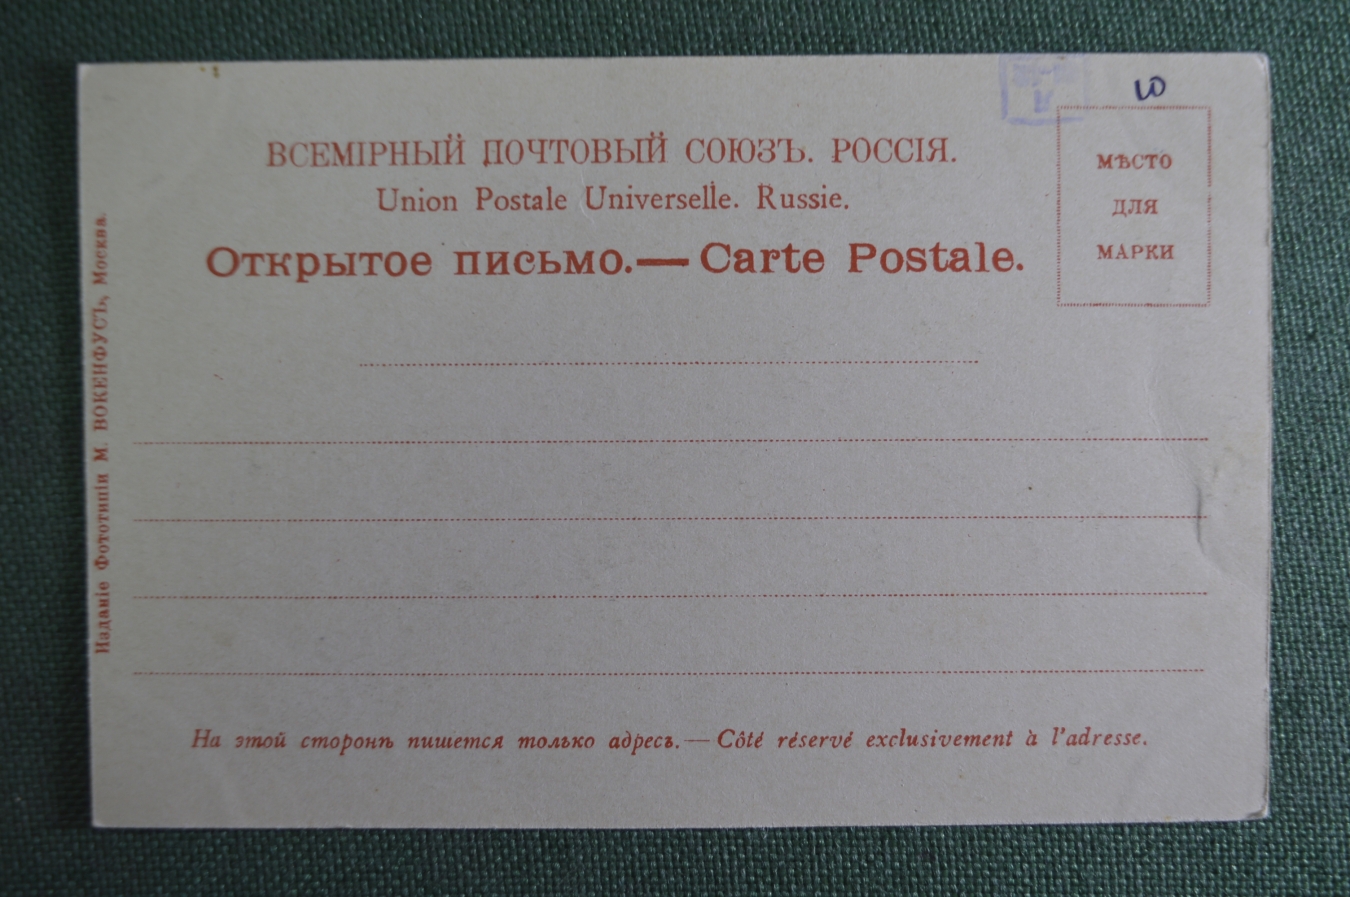 ВСЕМІРНЫЙ ПОЧТОВЫЙ СОЮЗЪ. РОССІЯ.
Union Postale Universelle. Russie.
Открытое письмо.— Carte Postale.
МѢСТО
ДЛЯ
МАРКИ
Изданіе Фототипіи М. ВОКЕНФУСЪ, Москва.
На этой сторонѣ пишется только адресъ. — Côté réservé exclusivement à l'adresse.